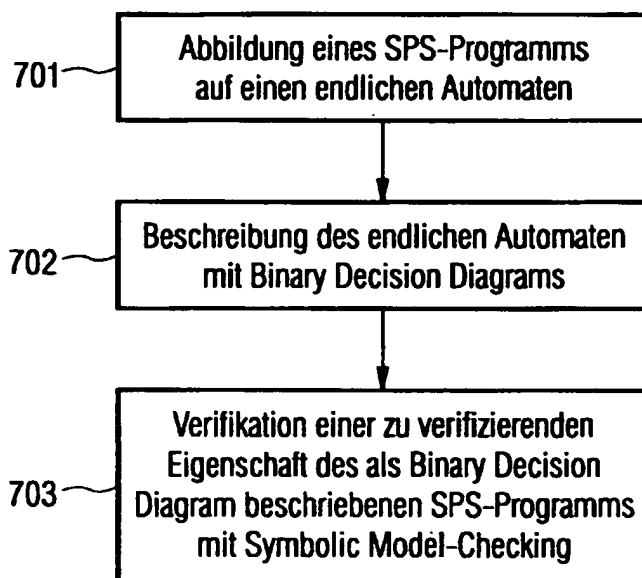 701
Abbildung eines SPS-Programms
auf einen endlichen Automaten
702
Beschreibung des endlichen Automaten
mit Binary Decision Diagrams
703
Verifikation einer zu verifizierenden
Eigenschaft des als Binary Decision
Diagram beschriebenen SPS-Programms
mit Symbolic Model-Checking